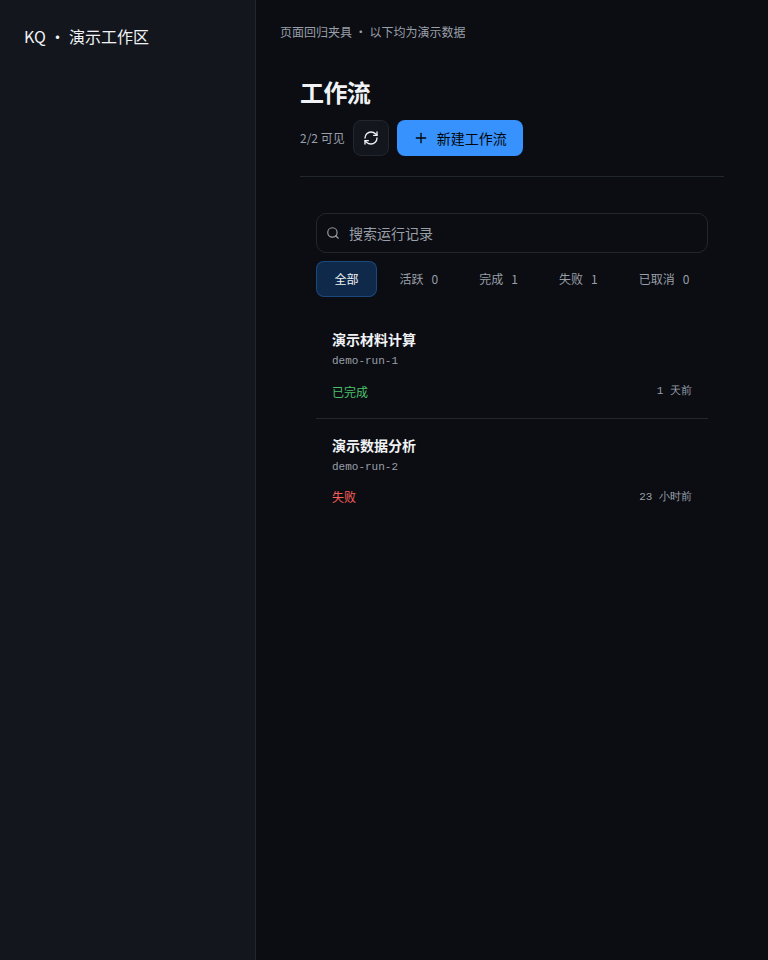 KQ · 演示工作区
页面回归夹具 · 以下均为演示数据
工作流
2/2 可见
新建工作流
搜索运行记录
全部 活跃 0 完成 1 失败 1 已取消 0
演示材料计算
demo-run-1
已完成 1 天前
演示数据分析
demo-run-2
失败 23 小时前